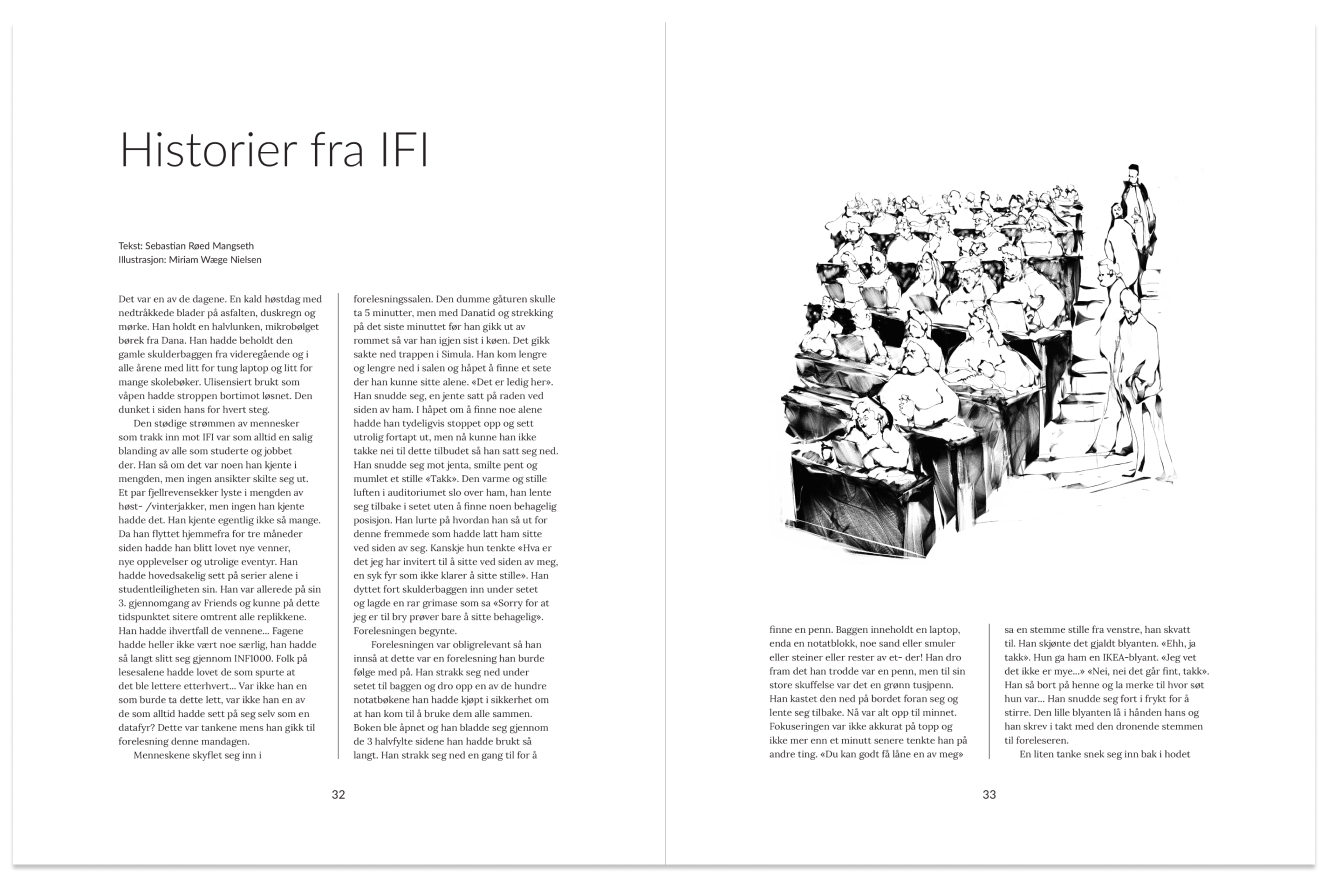 Historier fra IFI
Tekst: Sebastian Røed Mangseth
Illustrasjon: Miriam Wæge Nielsen
Det var en av de dagene. En kald høstdag med
nedtråkkede blader på asfalten, duskregn og
mørke. Han holdt en halvlunken, mikrobølget
børek fra Dana. Han hadde beholdt den
gamle skulderbaggen fra videregående og i
alle årene med litt for tung laptop og litt for
mange skolebøker. Ulisensiert brukt som
våpen hadde stroppen bortimot løsnet. Den
dunket i siden hans for hvert steg.
Den stødige strømmen av mennesker
som trakk inn mot IFI var som alltid en salig
blanding av alle som studerte og jobbet
der. Han så om det var noen han kjente i
mengden, men ingen ansikter skilte seg ut.
Et par fjellrevensekker lyste i mengden av
høst- /vinterjakker, men ingen han kjente
hadde det. Han kjente egentlig ikke så mange.
Da han flyttet hjemmefra for tre måneder
siden hadde han blitt lovet nye venner,
nye opplevelser og utrolige eventyr. Han
hadde hovedsakelig sett på serier alene i
studentleiligheten sin. Han var allerede på sin
3. gjennomgang av Friends og kunne på dette
tidspunktet sitere omtrent alle replikkene.
Han hadde ihvertfall de vennene... Fagene
hadde heller ikke vært noe særlig, han hadde
så langt slitt seg gjennom INF1000. Folk på
lesesalene hadde lovet de som spurte at
det ble lettere etterhvert... Var ikke han en
som burde ta dette lett, var ikke han en av
de som alltid hadde sett på seg selv som en
datafyr? Dette var tankene mens han gikk til
forelesning denne mandagen.
Menneskene skyflet seg inn i
forelesningssalen. Den dumme gåturen skulle
ta 5 minutter, men med Danatid og strekking
på det siste minuttet før han gikk ut av
rommet så var han igjen sist i køen. Det gikk
sakte ned trappen i Simula. Han kom lengre
og lengre ned i salen og håpet å finne et sete
der han kunne sitte alene. «Det er ledig her».
Han snudde seg, en jente satt på raden ved
siden av ham. I håpet om å finne noe alene
hadde han tydeligvis stoppet opp og sett
utrolig fortapt ut, men nå kunne han ikke
takke nei til dette tilbudet så han satt seg ned.
Han snudde seg mot jenta, smilte pent og
mumlet et stille «Takk». Den varme og stille
luften i auditoriumet slo over ham, han lente
seg tilbake i setet uten å finne noen behagelig
posisjon. Han lurte på hvordan han så ut for
denne fremmede som hadde latt ham sitte
ved siden av seg. Kanskje hun tenkte «Hva er
det jeg har invitert til å sitte ved siden av meg,
en syk fyr som ikke klarer å sitte stille». Han
dyttet fort skulderbaggen inn under setet
og lagde en rar grimase som sa «Sorry for at
jeg er til bry prøver bare å sitte behagelig».
Forelesningen begynte.
Forelesningen var obligrelevant så han
innså at dette var en forelesning han burde
følge med på. Han strakk seg ned under
setet til baggen og dro opp en av de hundre
notatbøkene han hadde kjøpt i sikkerhet om
at han kom til å bruke dem alle sammen.
Boken ble åpnet og han bladde seg gjennom
de 3 halvfylte sidene han hadde brukt så
langt. Han strakk seg ned en gang til for å
32
finne en penn. Baggen inneholdt en laptop,
enda en notatblokk, noe sand eller smuler
eller steiner eller rester av et- der! Han dro
fram det han trodde var en penn, men til sin
store skuffelse var det en grønn tusjpenn.
Han kastet den ned på bordet foran seg og
lente seg tilbake. Nå var alt opp til minnet.
Fokuseringen var ikke akkurat på topp og
ikke mer enn et minutt senere tenkte han på
andre ting. «Du kan godt få låne en av meg»
sa en stemme stille fra venstre, han skvatt
til. Han skjønte det gjaldt blyanten. «Ehh, ja
takk». Hun ga ham en IKEA-blyant. «Jeg vet
det ikke er mye...» «Nei, nei det går fint, takk».
Han så bort på henne og la merke til hvor søt
hun var... Han snudde seg fort i frykt for å
stirre. Den lille blyanten lå i hånden hans og
han skrev i takt med den dronende stemmen
til foreleseren.
En liten tanke snek seg inn bak i hodet
33